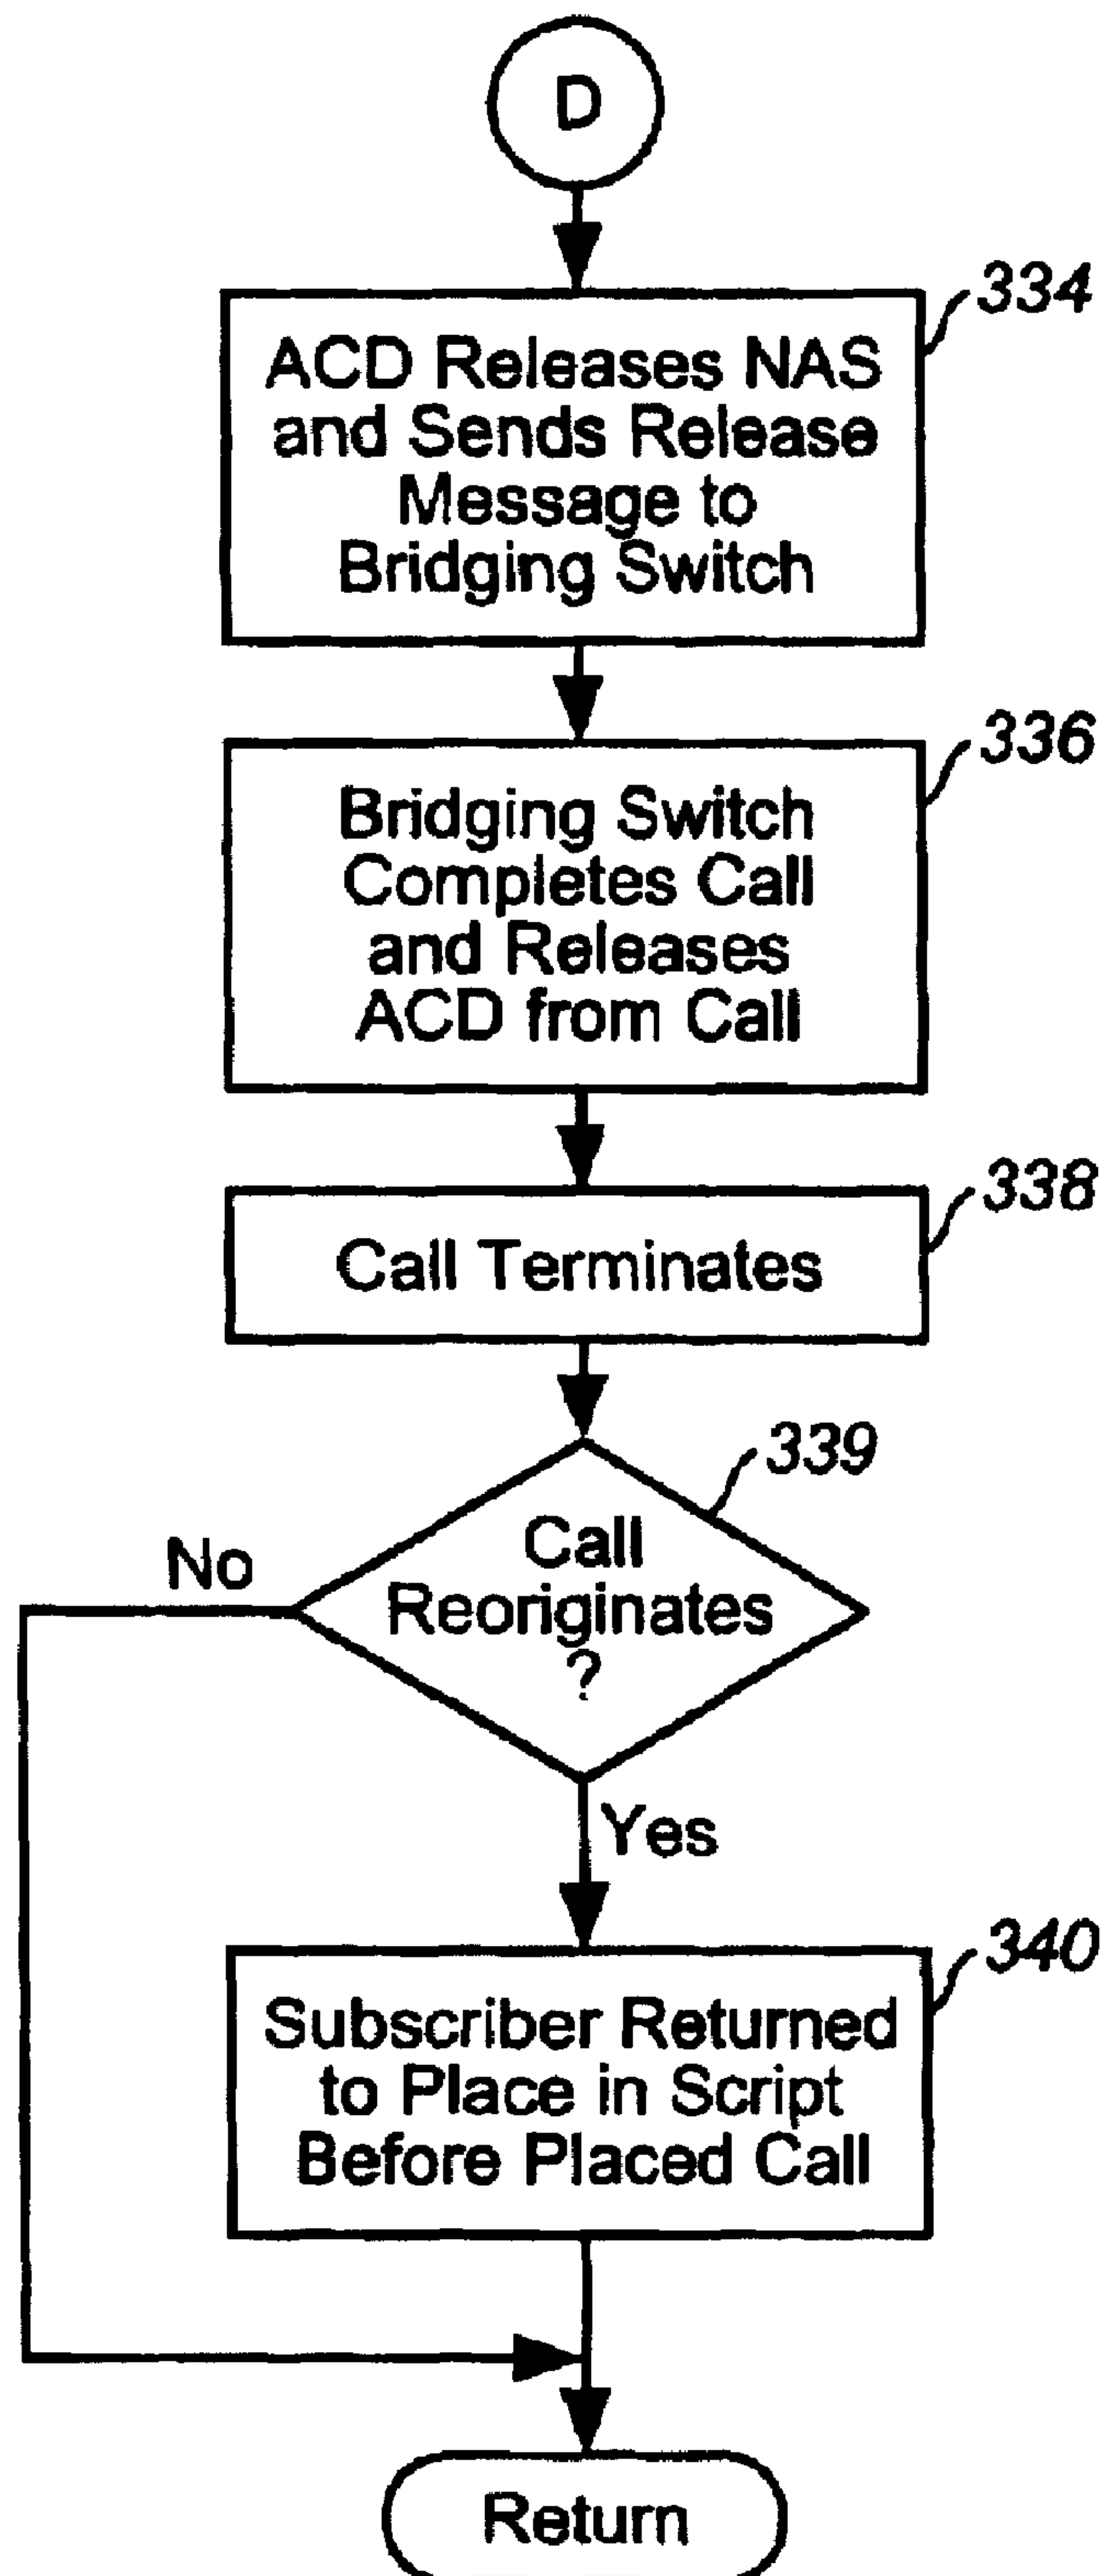 D
334
ACD Releases NAS
and Sends Release
Message to
Bridging Switch
336
Bridging Switch
Completes Call
and Releases
ACD from Call
338
Call Terminates
339
No
Call
Reoriginates
?
Yes
340
Subscriber Returned
to Place in Script
Before Placed Call
Return